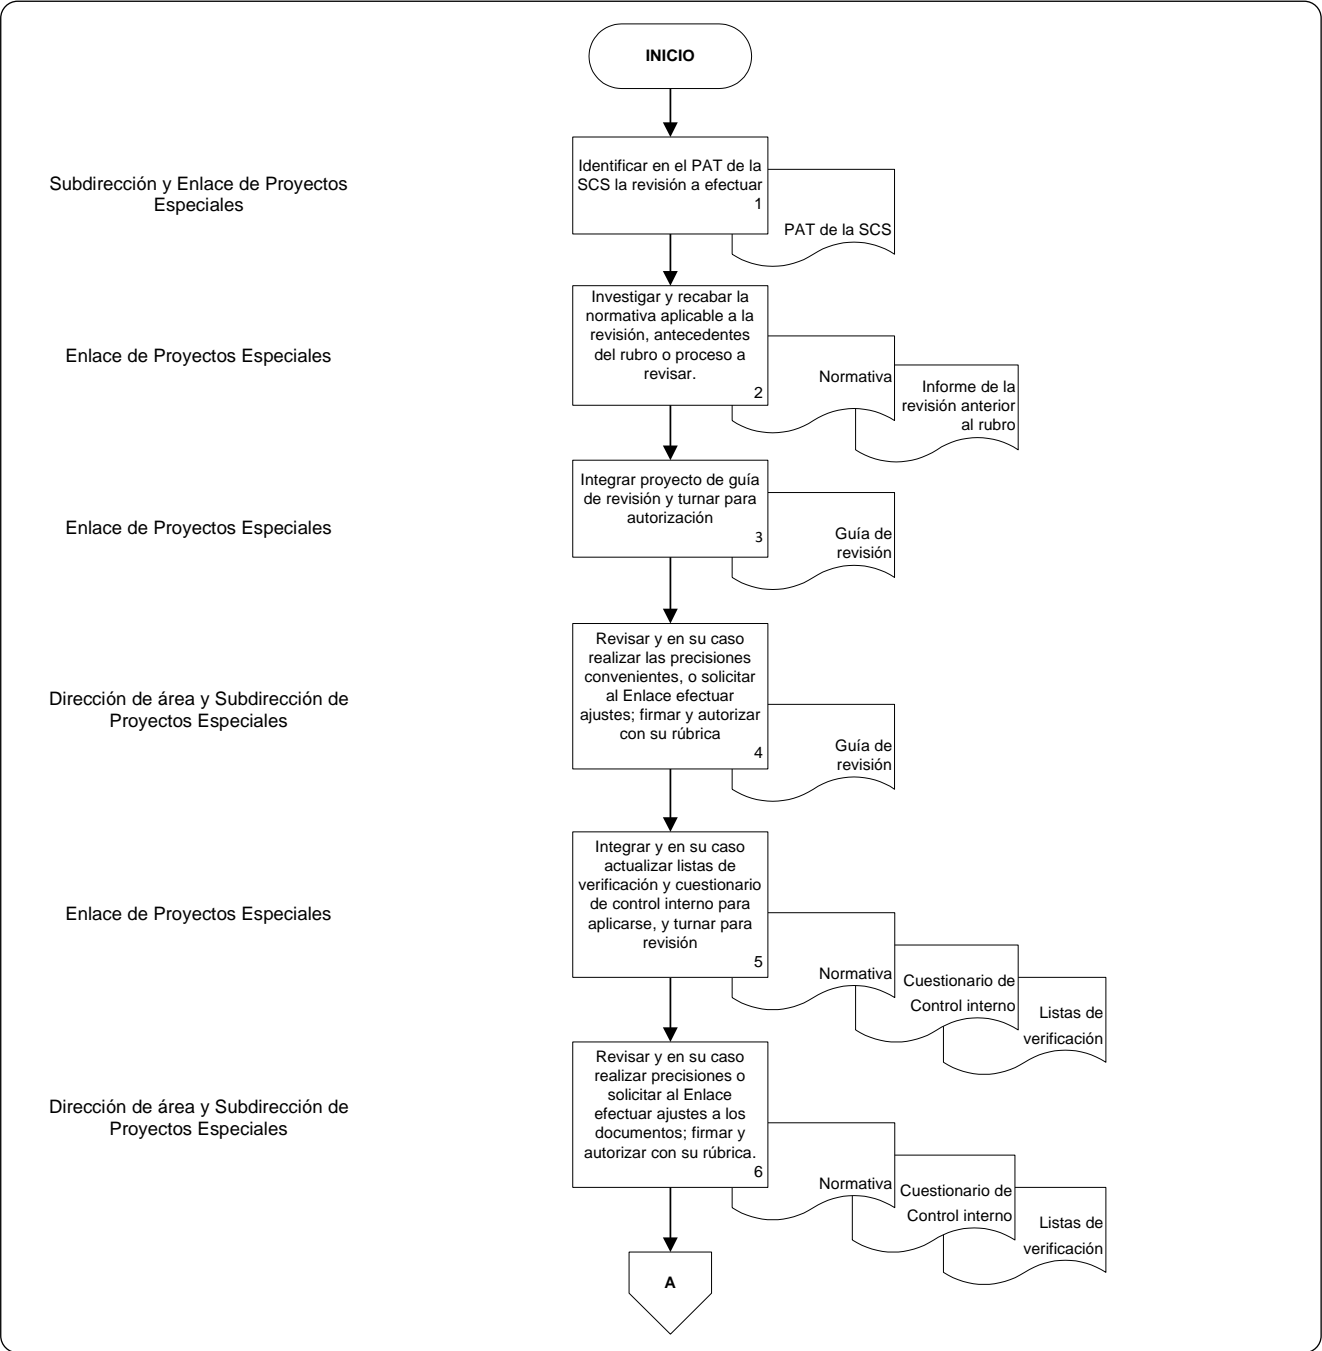 INICIO
Subdirección y Enlace de Proyectos
Especiales
Identificar en el PAT de la
SCS la revisión a efectuar
1
PAT de la SCS
Enlace de Proyectos Especiales
Investigar y recabar la
normativa aplicable a la
revisión, antecedentes
del rubro o proceso a
revisar.
2
Normativa
Informe de la
revisión anterior
al rubro
Enlace de Proyectos Especiales
Integrar proyecto de guía
de revisión y turnar para
autorización
3
Guía de
revisión
Dirección de área y Subdirección de
Proyectos Especiales
Revisar y en su caso
realizar las precisiones
convenientes, o solicitar
al Enlace efectuar
ajustes; firmar y autorizar
con su rúbrica
4
Guía de
revisión
Enlace de Proyectos Especiales
Integrar y en su caso
actualizar listas de
verificación y cuestionario
de control interno para
aplicarse, y turnar para
revisión
5
Normativa
Cuestionario de
Control interno
Listas de
verificación
Dirección de área y Subdirección de
Proyectos Especiales
Revisar y en su caso
realizar precisiones o
solicitar al Enlace
efectuar ajustes a los
documentos; firmar y
autorizar con su rúbrica.
6
Normativa
Cuestionario de
Control interno
Listas de
verificación
A